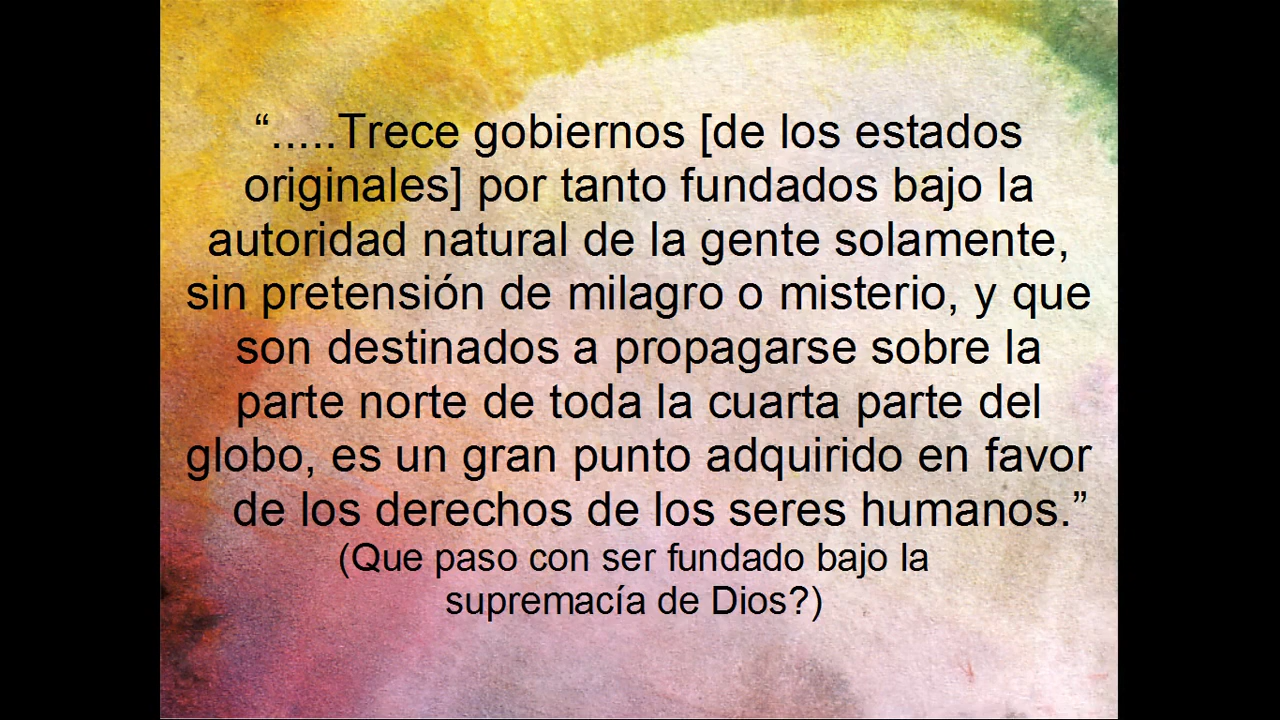 “.....Trece gobiernos [de los estados
originales] por tanto fundados bajo la
autoridad natural de la gente solamente,
sin pretensión de milagro o misterio, y que
son destinados a propagarse sobre la
parte norte de toda la cuarta parte del
globo, es un gran punto adquirido en favor
de los derechos de los seres humanos.”
(Que paso con ser fundado bajo la
supremacía de Dios?)